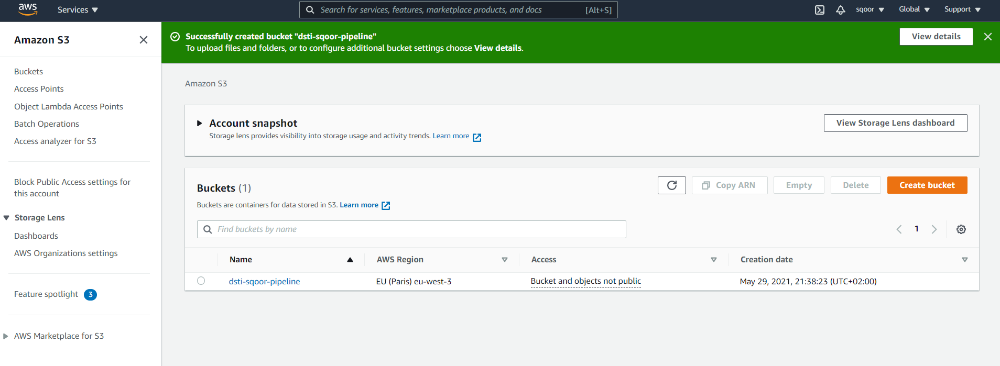 aws
Services
Search for services, features, marketplace products, and docs
[Alt+S]
sqoor
Global
Support
Amazon S3
Successfully created bucket "dsti-sqoor-pipeline"
To upload files and folders, or to configure additional bucket settings choose View details.
View details
Buckets
Access Points
Object Lambda Access Points
Batch Operations
Access analyzer for S3
Block Public Access settings for
this account
Storage Lens
Dashboards
AWS Organizations settings
Feature spotlight 3
AWS Marketplace for S3
Amazon S3
Account snapshot
Storage lens provides visibility into storage usage and activity trends. Learn more
View Storage Lens dashboard
Buckets (1)
Buckets are containers for data stored in S3. Learn more
Copy ARN
Empty
Delete
Create bucket
Find buckets by name
1
Name AWS Region Access Creation date
dsti-sqoor-pipeline EU (Paris) eu-west-3 Bucket and objects not public May 29, 2021, 21:38:23 (UTC+02:00)